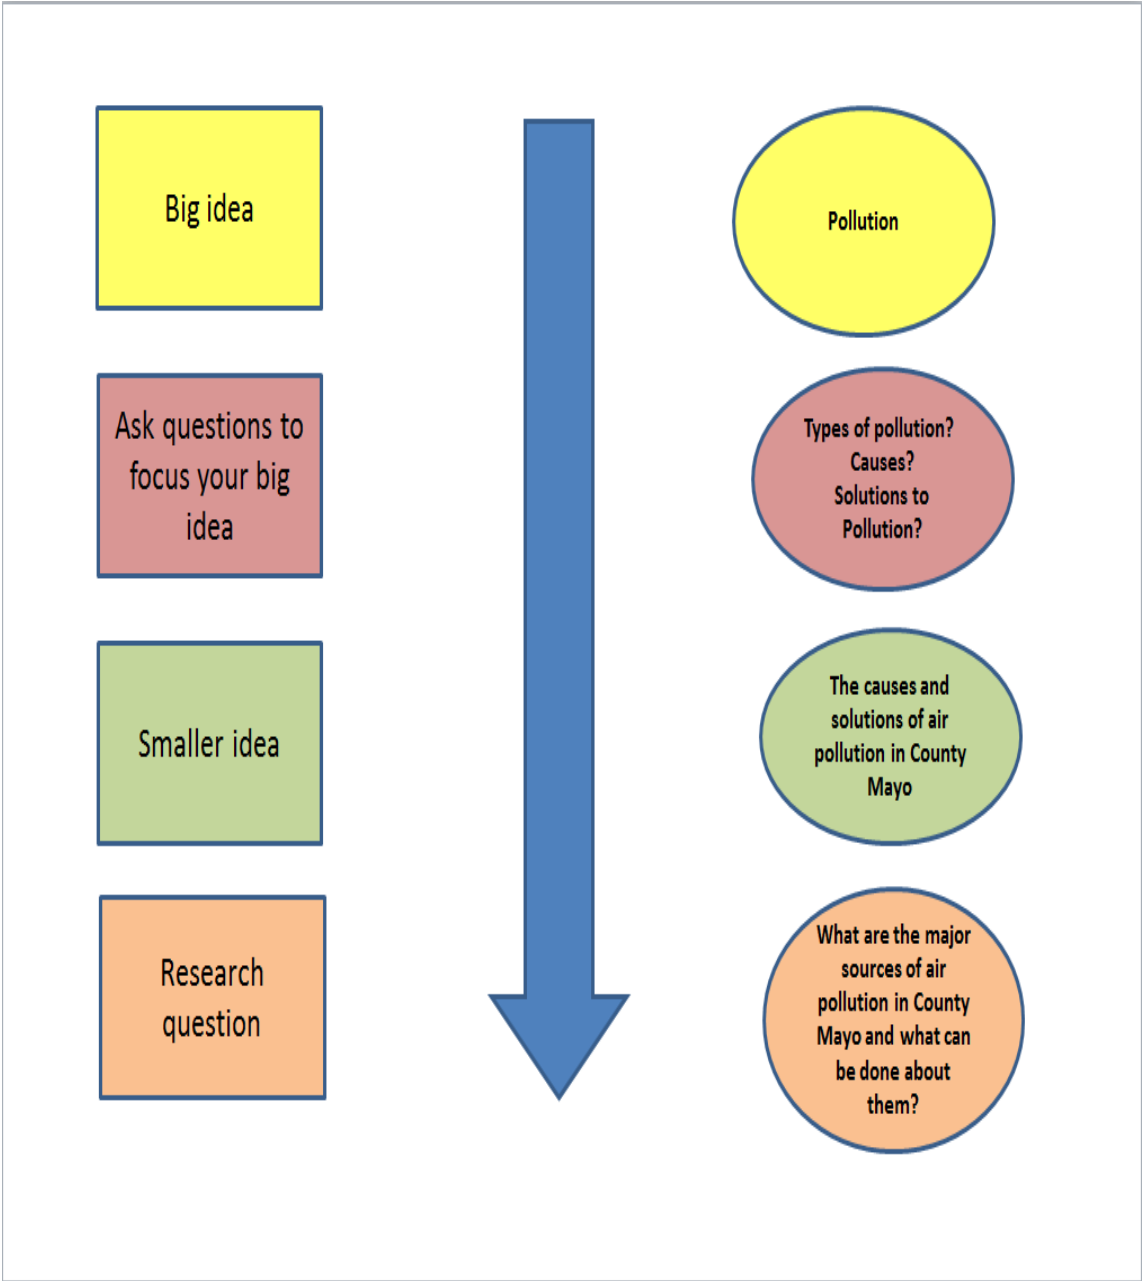 Big idea
Pollution
Ask questions to
focus your big
idea
Types of pollution?
Causes?
Solutions to
Pollution?
Smaller idea
The causes and
solutions of air
pollution in County
Mayo
Research
question
What are the major
sources of air
pollution in County
Mayo and what can
be done about
them?